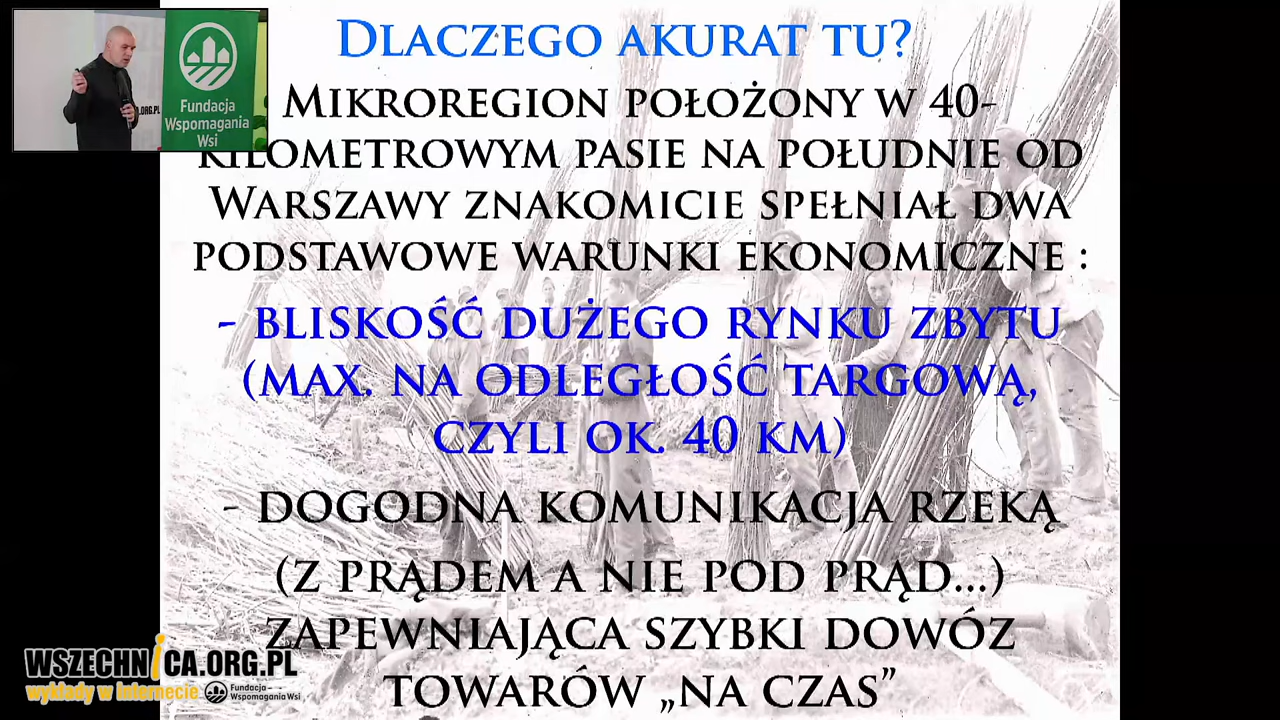 Dlaczego akurat tu?
Fundacja
Wspomagania
Wsi
.ORG.PL
Mikroregion położony w 40-
kilometrowym pasie na południe od
Warszawy znakomicie spełniał dwa
podstawowe warunki ekonomiczne :
- bliskość dużego rynku zbytu
(max. na odległość targową,
czyli ok. 40 km)
- dogodna komunikacja rzeką
(z prądem a nie pod prąd...)
zapewniająca szybki dowóz
towarów „na czas”
WSZECHNiCA.ORG.PL
wykłady w internecie
Fundacja
Wspomagania Wsi